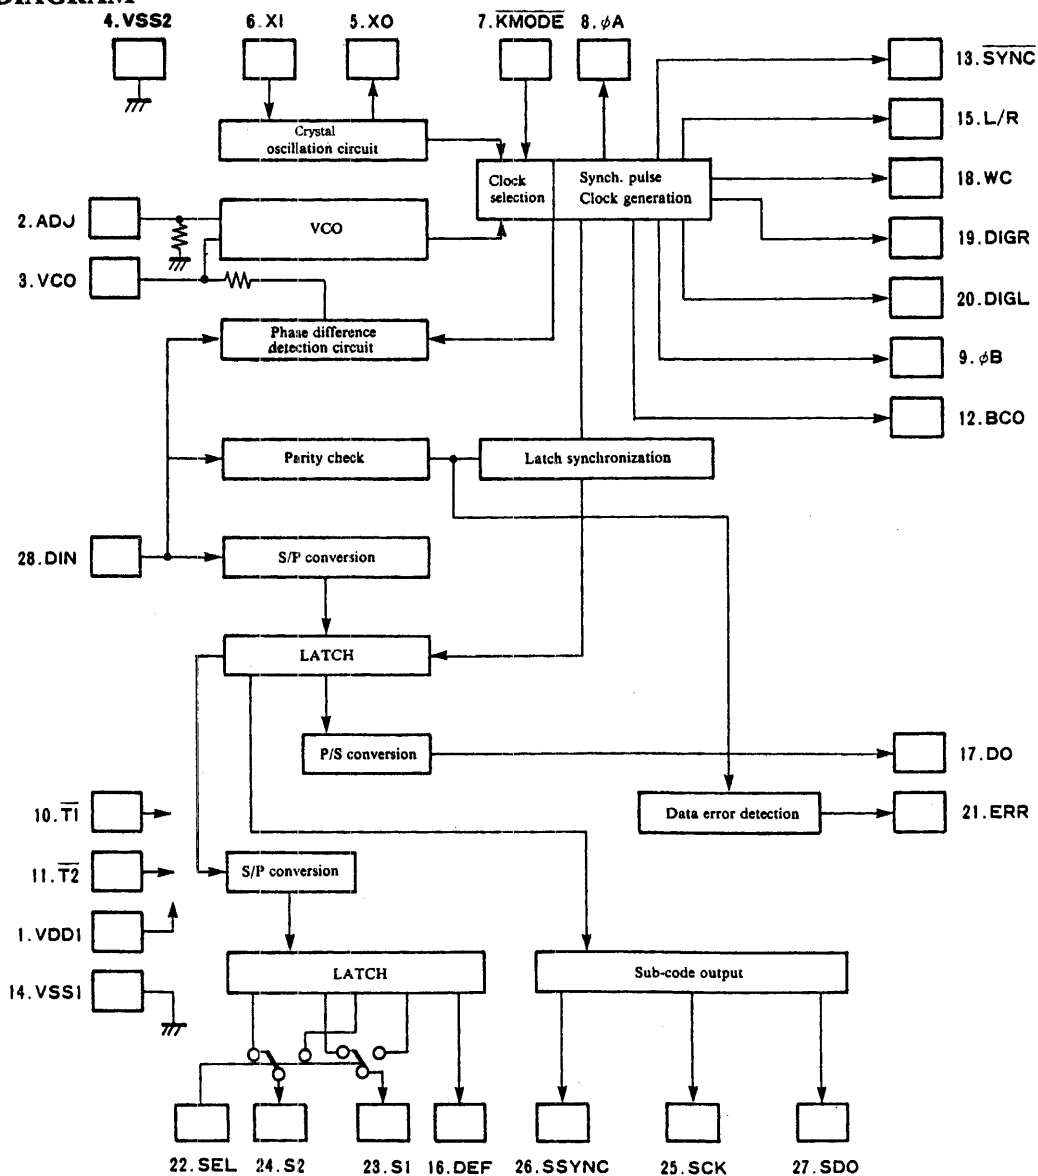 DIAGRAM
4.VSS2
6.XI
5.XO
7.KMODE
8.φA
13.SYNC
Crystal
oscillation circuit
15.L/R
Clock
selection
Synch. pulse
Clock generation
18.WC
2.ADJ
VCO
19.DIGR
3.VCO
20.DIGL
Phase difference
detection circuit
9.φB
12.BCO
Parity check
Latch synchronization
28.DIN
S/P conversion
LATCH
P/S conversion
17.DO
10.T1
Data error detection
21.ERR
11.T2
S/P conversion
1.VDD1
14.VSS1
LATCH
Sub-code output
22.SEL
24.S2
23.S1
16.DEF
26.SSYNC
25.SCK
27.SDO